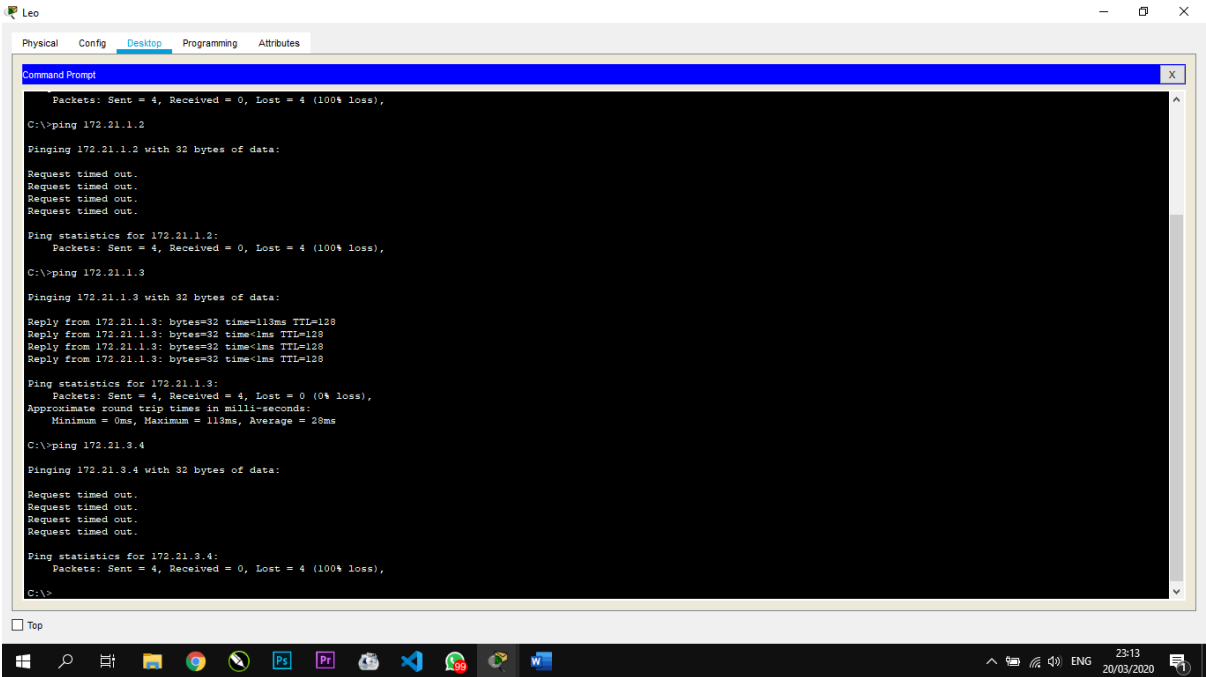 Leo
Physical Config Desktop Programming Attributes
Command Prompt
X
Packets: Sent = 4, Received = 0, Lost = 4 (100% loss),
C:\>ping 172.21.1.2
Pinging 172.21.1.2 with 32 bytes of data:
Request timed out.
Request timed out.
Request timed out.
Request timed out.
Ping statistics for 172.21.1.2:
Packets: Sent = 4, Received = 0, Lost = 4 (100% loss),
C:\>ping 172.21.1.3
Pinging 172.21.1.3 with 32 bytes of data:
Reply from 172.21.1.3: bytes=32 time=113ms TTL=128
Reply from 172.21.1.3: bytes=32 time<1ms TTL=128
Reply from 172.21.1.3: bytes=32 time<1ms TTL=128
Reply from 172.21.1.3: bytes=32 time<1ms TTL=128
Ping statistics for 172.21.1.3:
Packets: Sent = 4, Received = 4, Lost = 0 (0% loss),
Approximate round trip times in milli-seconds:
Minimum = 0ms, Maximum = 113ms, Average = 28ms
C:\>ping 172.21.3.4
Pinging 172.21.3.4 with 32 bytes of data:
Request timed out.
Request timed out.
Request timed out.
Request timed out.
Ping statistics for 172.21.3.4:
Packets: Sent = 4, Received = 0, Lost = 4 (100% loss),
C:\>
Top
Ps Pr 99 W ENG
23:13
20/03/2020
1